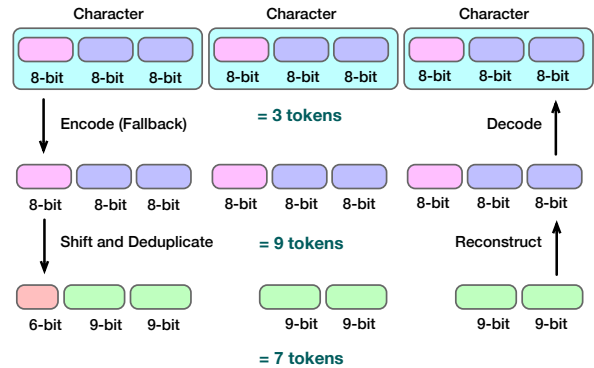 Character Character Character
8-bit 8-bit 8-bit 8-bit 8-bit 8-bit 8-bit 8-bit 8-bit
Encode (Fallback) = 3 tokens Decode
8-bit 8-bit 8-bit 8-bit 8-bit 8-bit 8-bit 8-bit 8-bit
Shift and Deduplicate = 9 tokens Reconstruct
6-bit 9-bit 9-bit 9-bit 9-bit 9-bit 9-bit
= 7 tokens